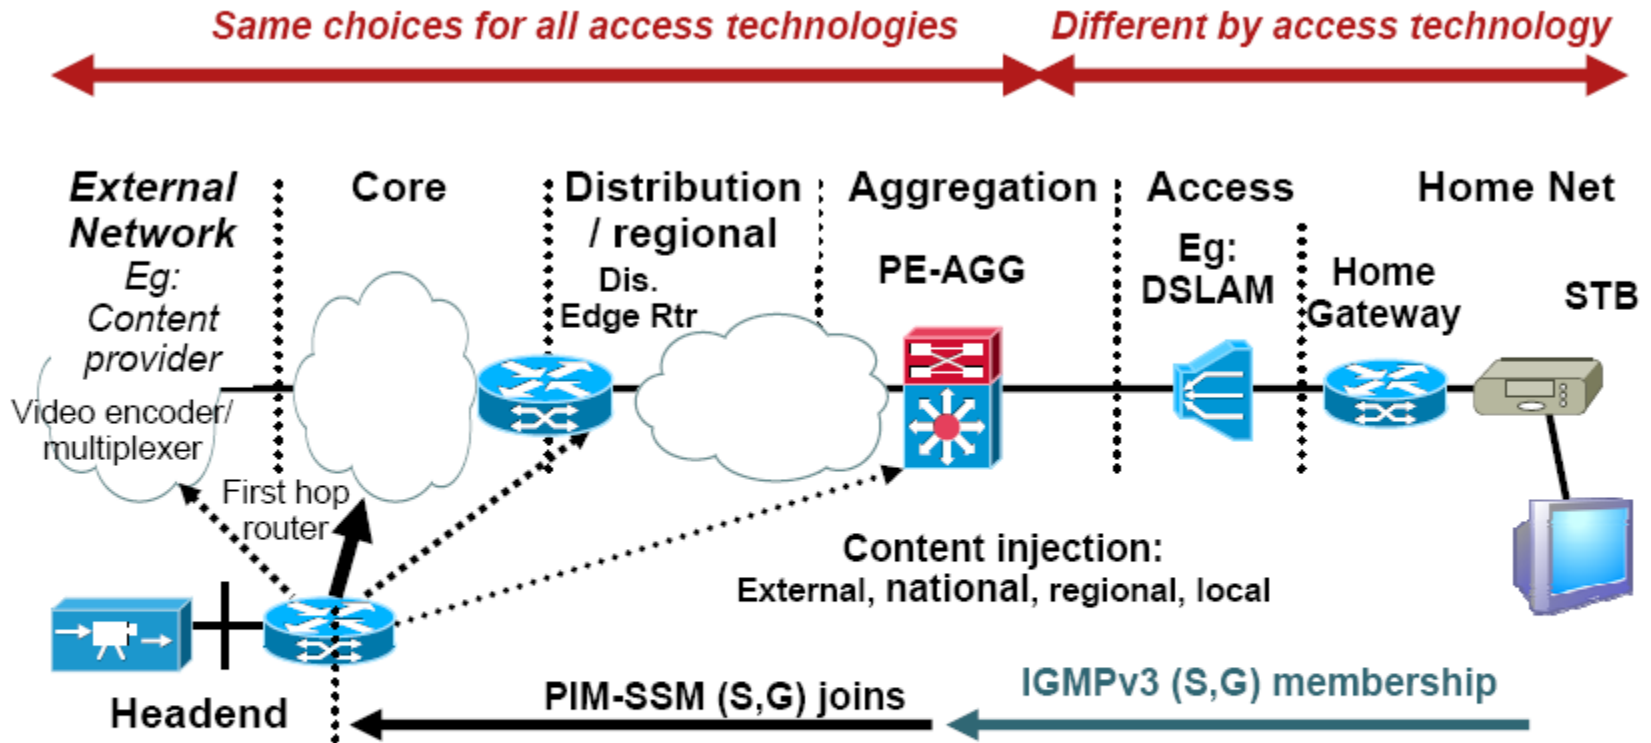 Same choices for all access technologies
Different by access technology
External
Network
Eg:
Content
provider
Video encoder/
multiplexer
Core
Distribution
/ regional
Dis.
Edge Rtr
Aggregation
PE-AGG
Access
Eg:
DSLAM
Home Net
Home
Gateway
STB
First hop
router
Content injection:
External, national, regional, local
Headend
PIM-SSM (S,G) joins
IGMPv3 (S,G) membership